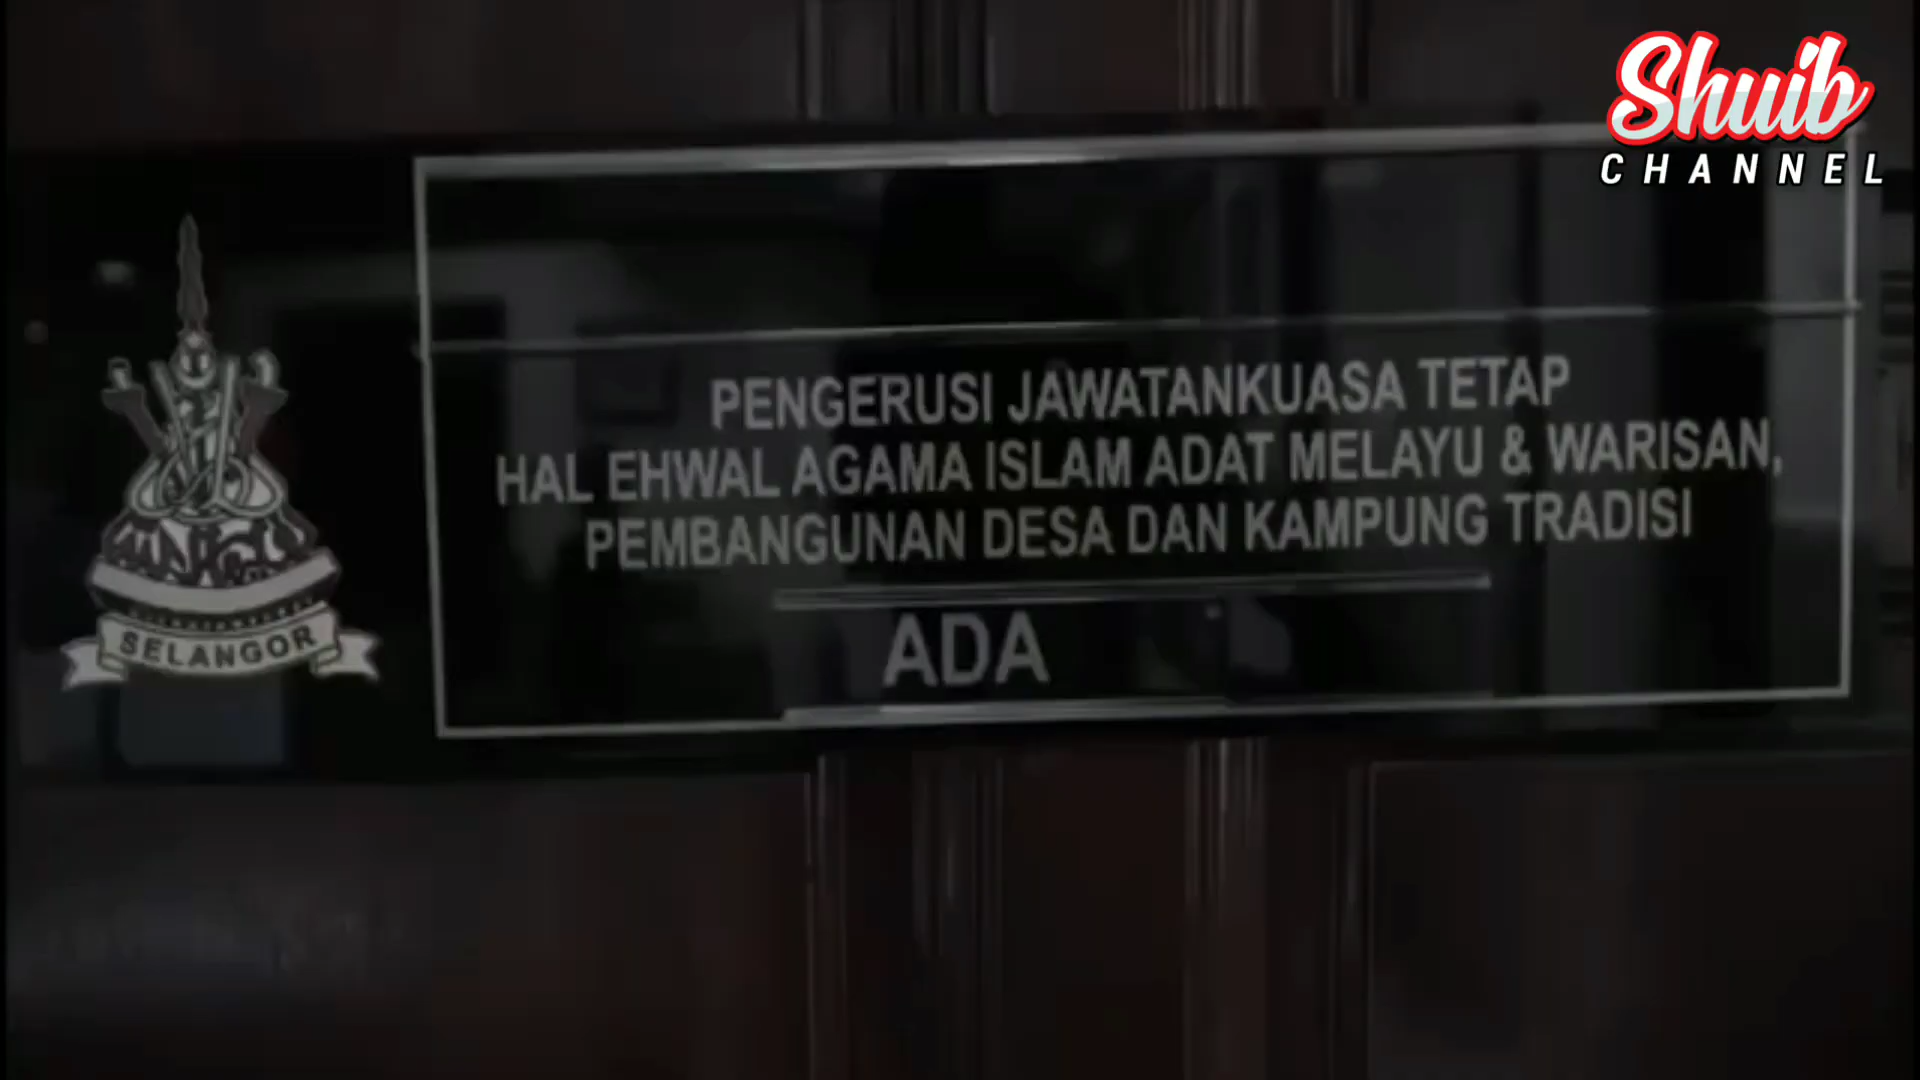 Shuib
CHANNEL
PENGERUSI JAWATANKUASA TETAP
HAL EHWAL AGAMA ISLAM ADAT MELAYU & WARISAN,
PEMBANGUNAN DESA DAN KAMPUNG TRADISI
ADA
SELANGOR